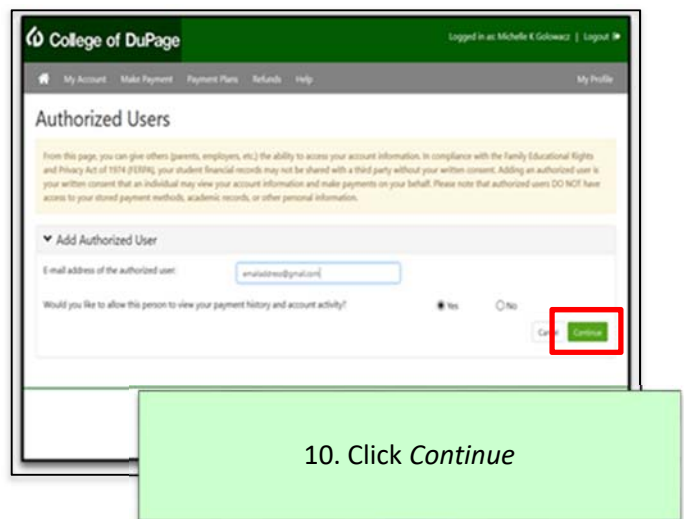 College of DuPage
Logged in as: Michelle K Golowacz | Logout
My Account Make Payment Payment Plans Refunds Help My Profile
Authorized Users
From this page, you can give others (parents, employers, etc.) the ability to access your account information. In compliance with the Family Educational Rights
and Privacy Act of 1974 (FERPA), your student financial records may not be shared with a third party without your written consent. Adding an authorized user is
your written consent that an individual may view your account information and make payments on your behalf. Please note that authorized users DO NOT have
access to your stored payment methods, academic records, or other personal information.
Add Authorized User
E-mail address of the authorized user: emailaddress@gmail.com
Would you like to allow this person to view your payment history and account activity? Yes No
Continue
10. Click Continue